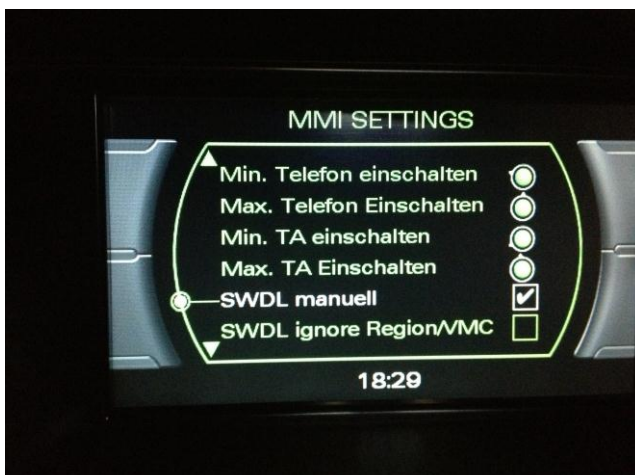 MMI SETTINGS
Min. Telefon einschalten
Max. Telefon Einschalten
Min. TA einschalten
Max. TA Einschalten
SWDL manuell
SWDL ignore Region/VMC
18:29